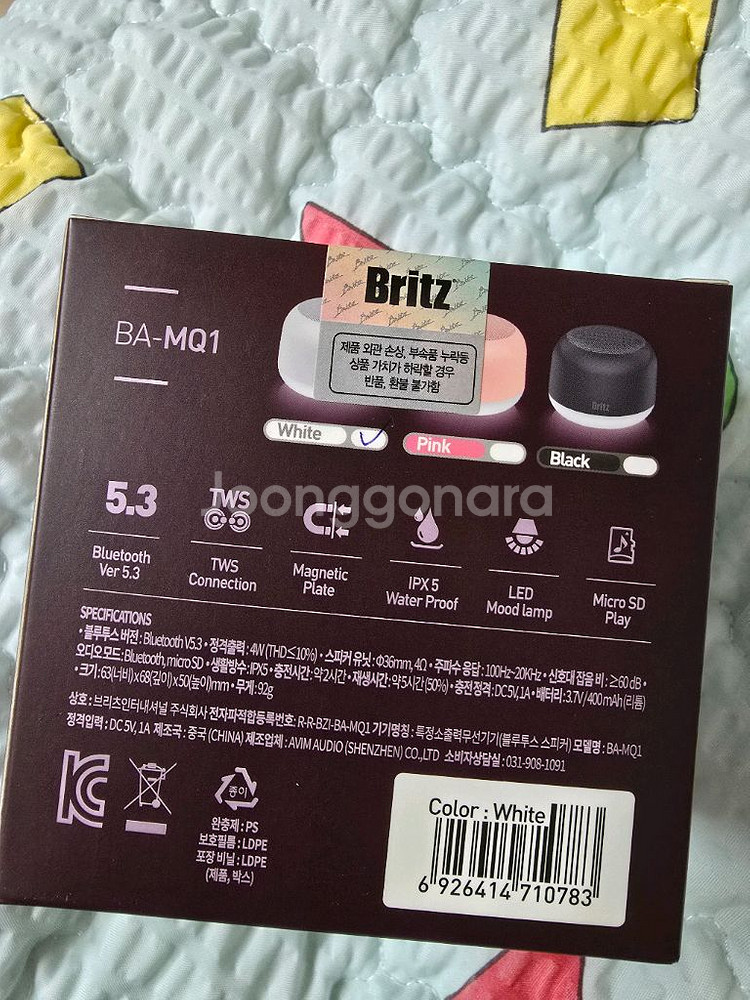 Britz
제품 외관 손상, 부속품 누락등
상품 가치가 하락할 경우
반품, 환불 불가함
BA-MQ1
Britz
White
Pink
Black
Joonggonara
5.3
Bluetooth
Ver 5.3
TWS
TWS
Connection
Magnetic
Plate
IPX 5
Water Proof
LED
Mood lamp
Micro SD
Play
SPECIFICATIONS
• 블루투스 버전 : Bluetooth V5.3 • 정격출력 : 4W (THD≤10%) • 스피커 유닛 : Φ36mm, 4Ω • 주파수 응답 : 100Hz~20KHz • 신호대 잡음 비 : ≥60 dB •
오디오 모드 : Bluetooth, micro SD • 생활방수 : IPX5 • 충전시간 : 약 2시간 • 재생시간 : 약 5시간 (50%) • 충전 정격 : DC 5V, 1A • 배터리 : 3.7V / 400 mAh (리튬)
• 크기 : 63(너비) x 68(깊이) x 50(높이)mm • 무게 : 92g
상호 : 브리츠인터내셔널 주식회사 전자파적합등록번호 : R-R-BZI-BA-MQ1 기기명칭 : 특정소출력무선기기(블루투스 스피커) 모델명 : BA-MQ1
정격입력 : DC 5V, 1A 제조국 : 중국 (CHINA) 제조업체 : AVIM AUDIO (SHENZHEN) CO.,LTD 소비자상담실 : 031-908-1091
종이
완충제 : PS
보호필름 : LDPE
포장 비닐 : LDPE
(제품, 박스)
Color : White
6 926414 710783